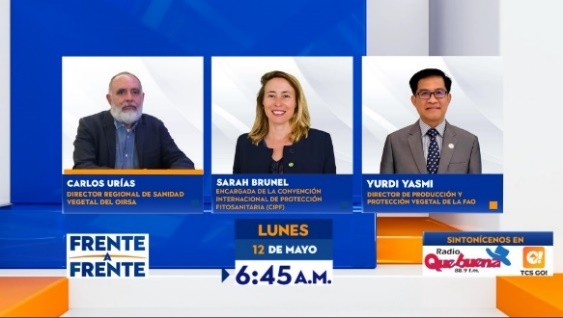 CARLOS URÍAS
DIRECTOR REGIONAL DE SANIDAD
VEGETAL DEL OIRSA
SARAH BRUNEL
ENCARGADA DE LA CONVENCIÓN
INTERNACIONAL DE PROTECCIÓN
FITOSANITARIA (CIPF)
YURDI YASMI
DIRECTOR DE PRODUCCIÓN Y
PROTECCIÓN VEGETAL DE LA FAO
FRENTE
A
FRENTE
LUNES
12 DE MAYO
6:45 A.M.
SINTONÍCENOS EN
Radio
Que buena
88.9 f.m.
TCS GO!